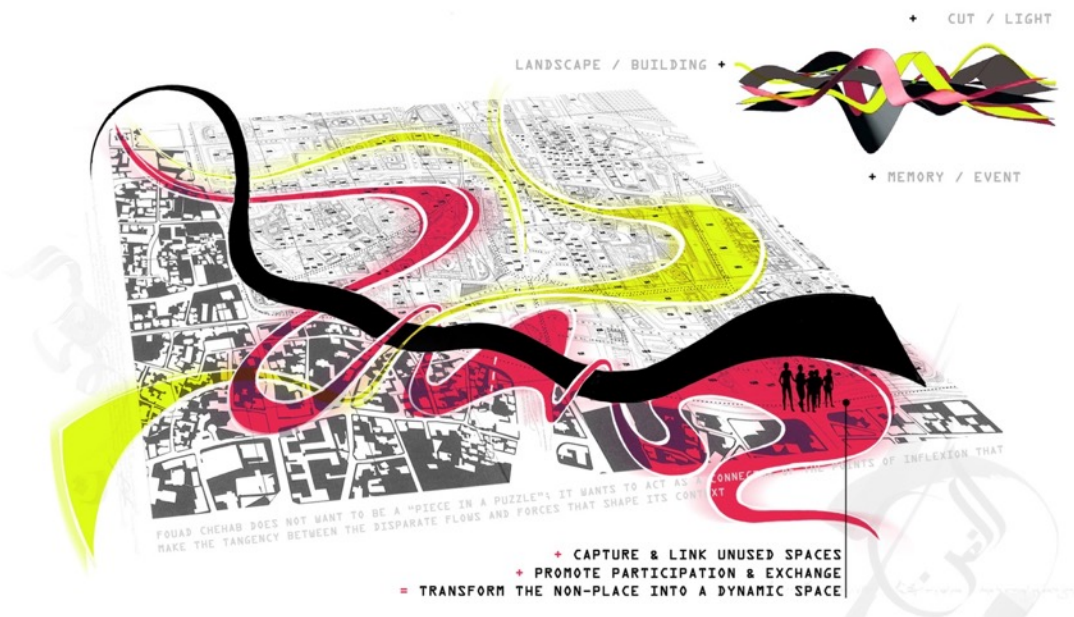 + CUT / LIGHT
LANDSCAPE / BUILDING +
+ MEMORY / EVENT
FOUAD CHEHAB DOES NOT WANT TO BE A "PIECE IN A PUZZLE"; IT WANTS TO ACT AS A THE POINTS OF INFLEXION THAT
MAKE THE TANGENCY BETWEEN THE DISPARATE FLOWS AND FORCES THAT SHAPE ITS CONTEXT
+ CAPTURE & LINK UNUSED SPACES
+ PROMOTE PARTICIPATION & EXCHANGE
= TRANSFORM THE NON-PLACE INTO A DYNAMIC SPACE